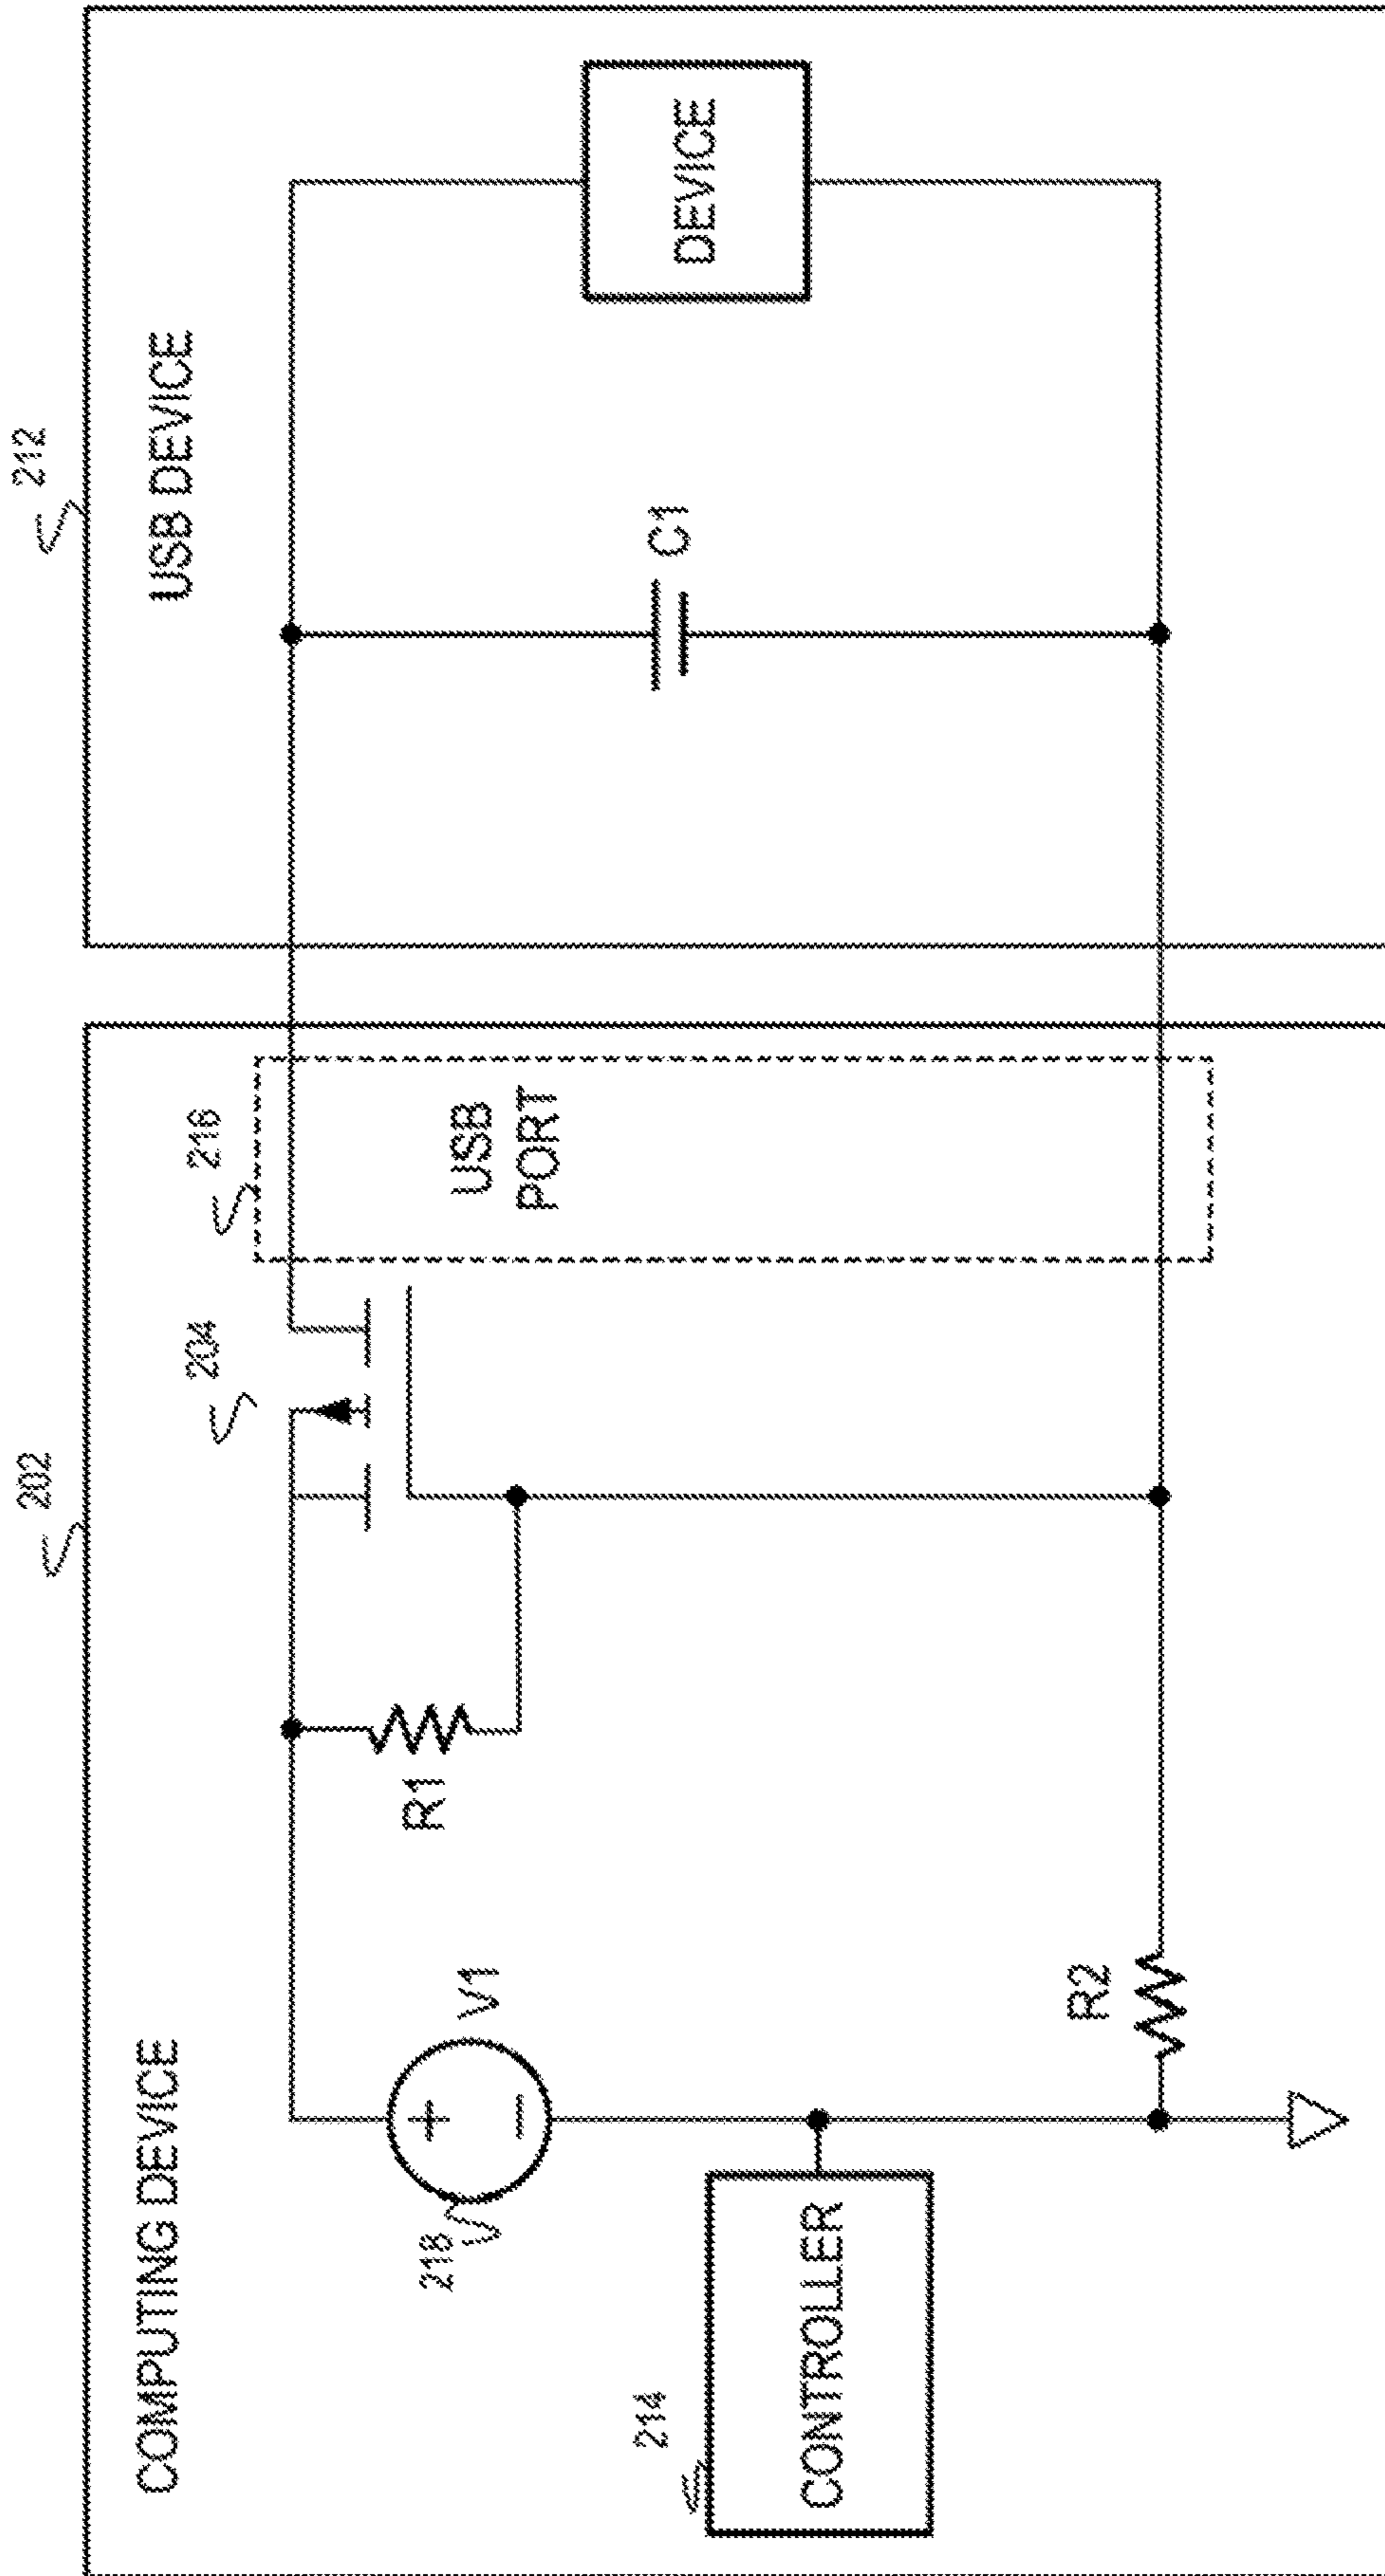 202
212
COMPUTING DEVICE
USB DEVICE
204
216
R1
USB
PORT
218
+
−
V1
214
CONTROLLER
C1
DEVICE
R2